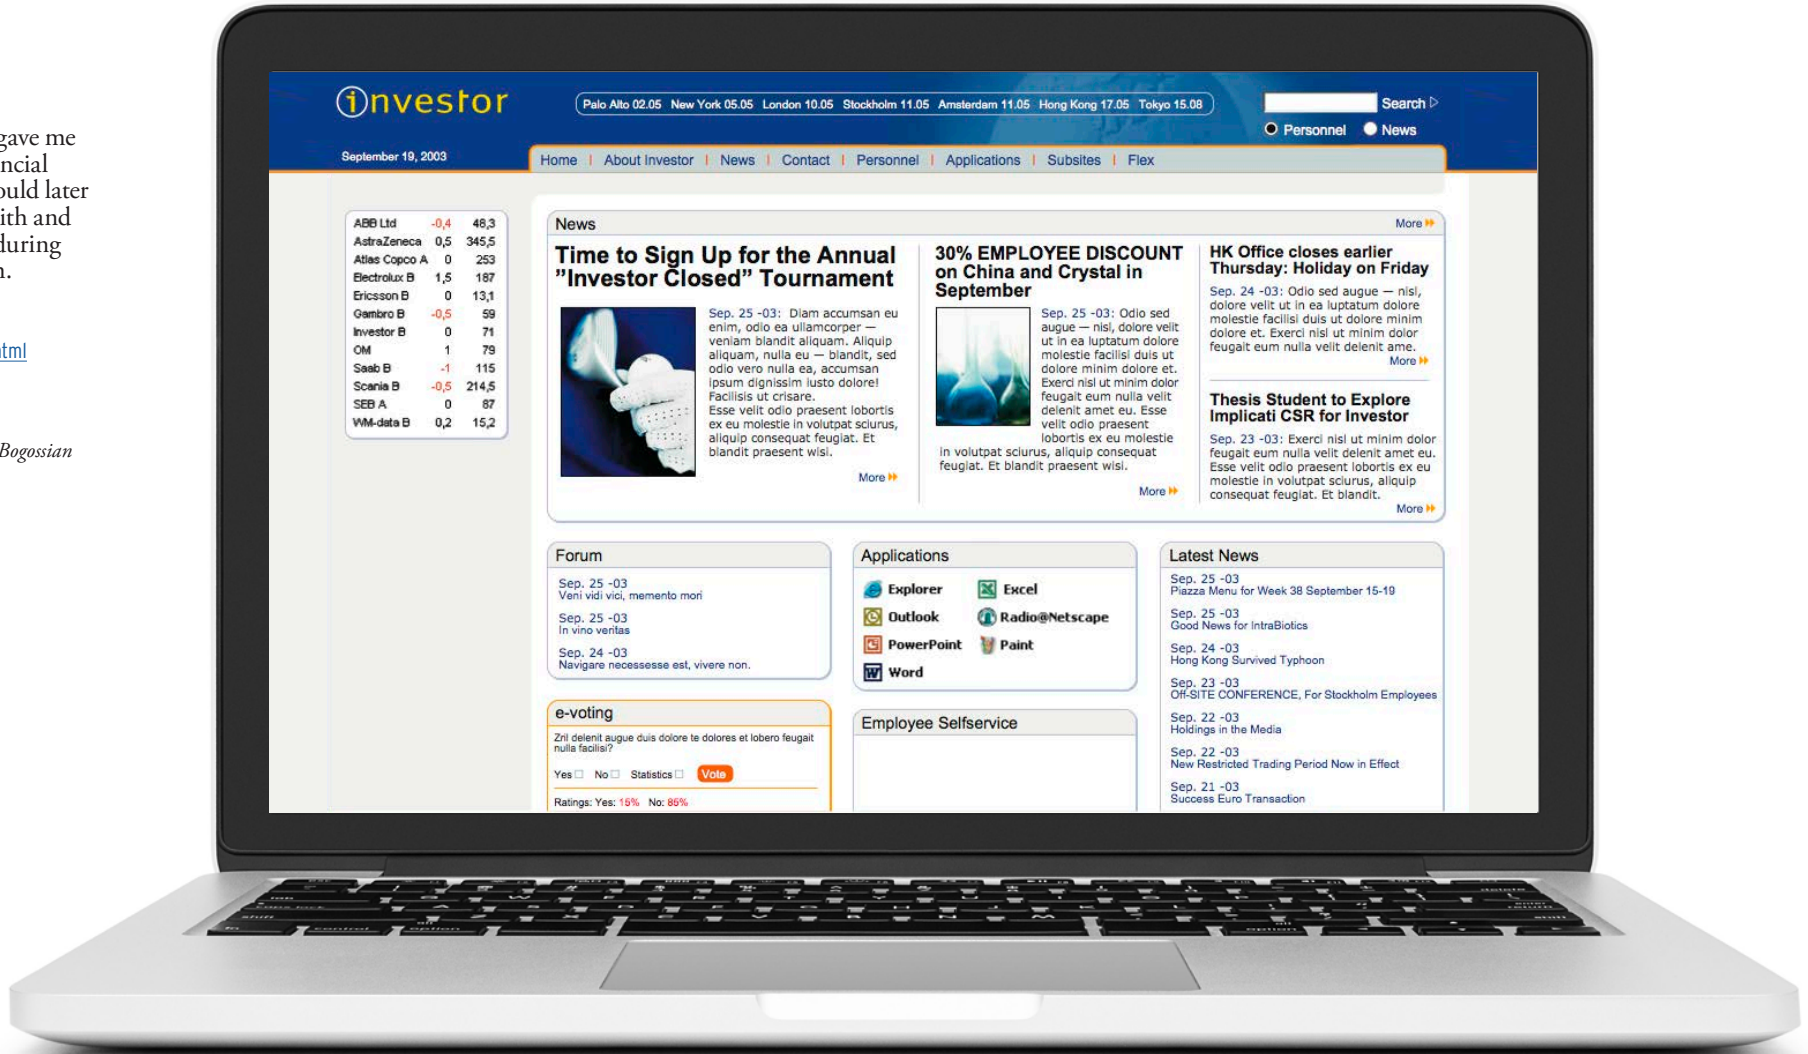 gave me
ncial
ould later
ith and
during
n.
html
Bogossian
investor
Palo Alto 02.05 New York 05.05 London 10.05 Stockholm 11.05 Amsterdam 11.05 Hong Kong 17.05 Tokyo 15.08
Search
Personnel News
September 19, 2003
Home | About Investor | News | Contact | Personnel | Applications | Subsites | Flex
ABB Ltd -0,4 48,3
AstraZeneca 0,5 345,5
Atlas Copco A 0 253
Electrolux B 1,5 187
Ericsson B 0 13,1
Gambro B -0,5 59
Investor B 0 71
OM 1 79
Saab B -1 115
Scania B -0,5 214,5
SEB A 0 87
WM-data B 0,2 15,2
News
More
Time to Sign Up for the Annual
”Investor Closed” Tournament
Sep. 25 -03: Diam accumsan eu
enim, odio ea ullamcorper —
veniam blandit aliquam. Aliquip
aliquam, nulla eu — blandit, sed
odio vero nulla ea, accumsan
ipsum dignissim iusto dolore!
Facilisis ut crisare.
Esse velit odio praesent lobortis
ex eu molestie in volutpat sciurus,
aliquip consequat feugiat. Et
blandit praesent wisi.
More
30% EMPLOYEE DISCOUNT
on China and Crystal in
September
Sep. 25 -03: Odio sed
augue — nisl, dolore velit
ut in ea luptatum dolore
molestie facilisi duis ut
dolore minim dolore et.
Exerci nisl ut minim dolor
feugait eum nulla velit
delenit amet eu. Esse
velit odio praesent
lobortis ex eu molestie
in volutpat sciurus, aliquip consequat
feugiat. Et blandit praesent wisi.
More
HK Office closes earlier
Thursday: Holiday on Friday
Sep. 24 -03: Odio sed augue — nisl,
dolore velit ut in ea luptatum dolore
molestie facilisi duis ut dolore minim
dolore et. Exerci nisl ut minim dolor
feugait eum nulla velit delenit ame.
More
Thesis Student to Explore
Implicati CSR for Investor
Sep. 23 -03: Exerci nisl ut minim dolor
feugait eum nulla velit delenit amet eu.
Esse velit odio praesent lobortis ex eu
molestie in volutpat sciurus, aliquip
consequat feugiat. Et blandit.
More
Forum
Sep. 25 -03
Veni vidi vici, memento mori
Sep. 25 -03
In vino veritas
Sep. 24 -03
Navigare necessesse est, vivere non.
e-voting
Zril delenit augue duis dolore te dolores et lobero feugait
nulla facilisi?
Yes No Statistics Vote
Ratings: Yes: 15% No: 85%
Applications
Explorer Excel
Outlook Radio@Netscape
PowerPoint Paint
Word
Employee Selfservice
Latest News
Sep. 25 -03
Piazza Menu for Week 38 September 15-19
Sep. 25 -03
Good News for IntraBiotics
Sep. 24 -03
Hong Kong Survived Typhoon
Sep. 23 -03
Off-SITE CONFERENCE, For Stockholm Employees
Sep. 22 -03
Holdings in the Media
Sep. 22 -03
New Restricted Trading Period Now in Effect
Sep. 21 -03
Success Euro Transaction